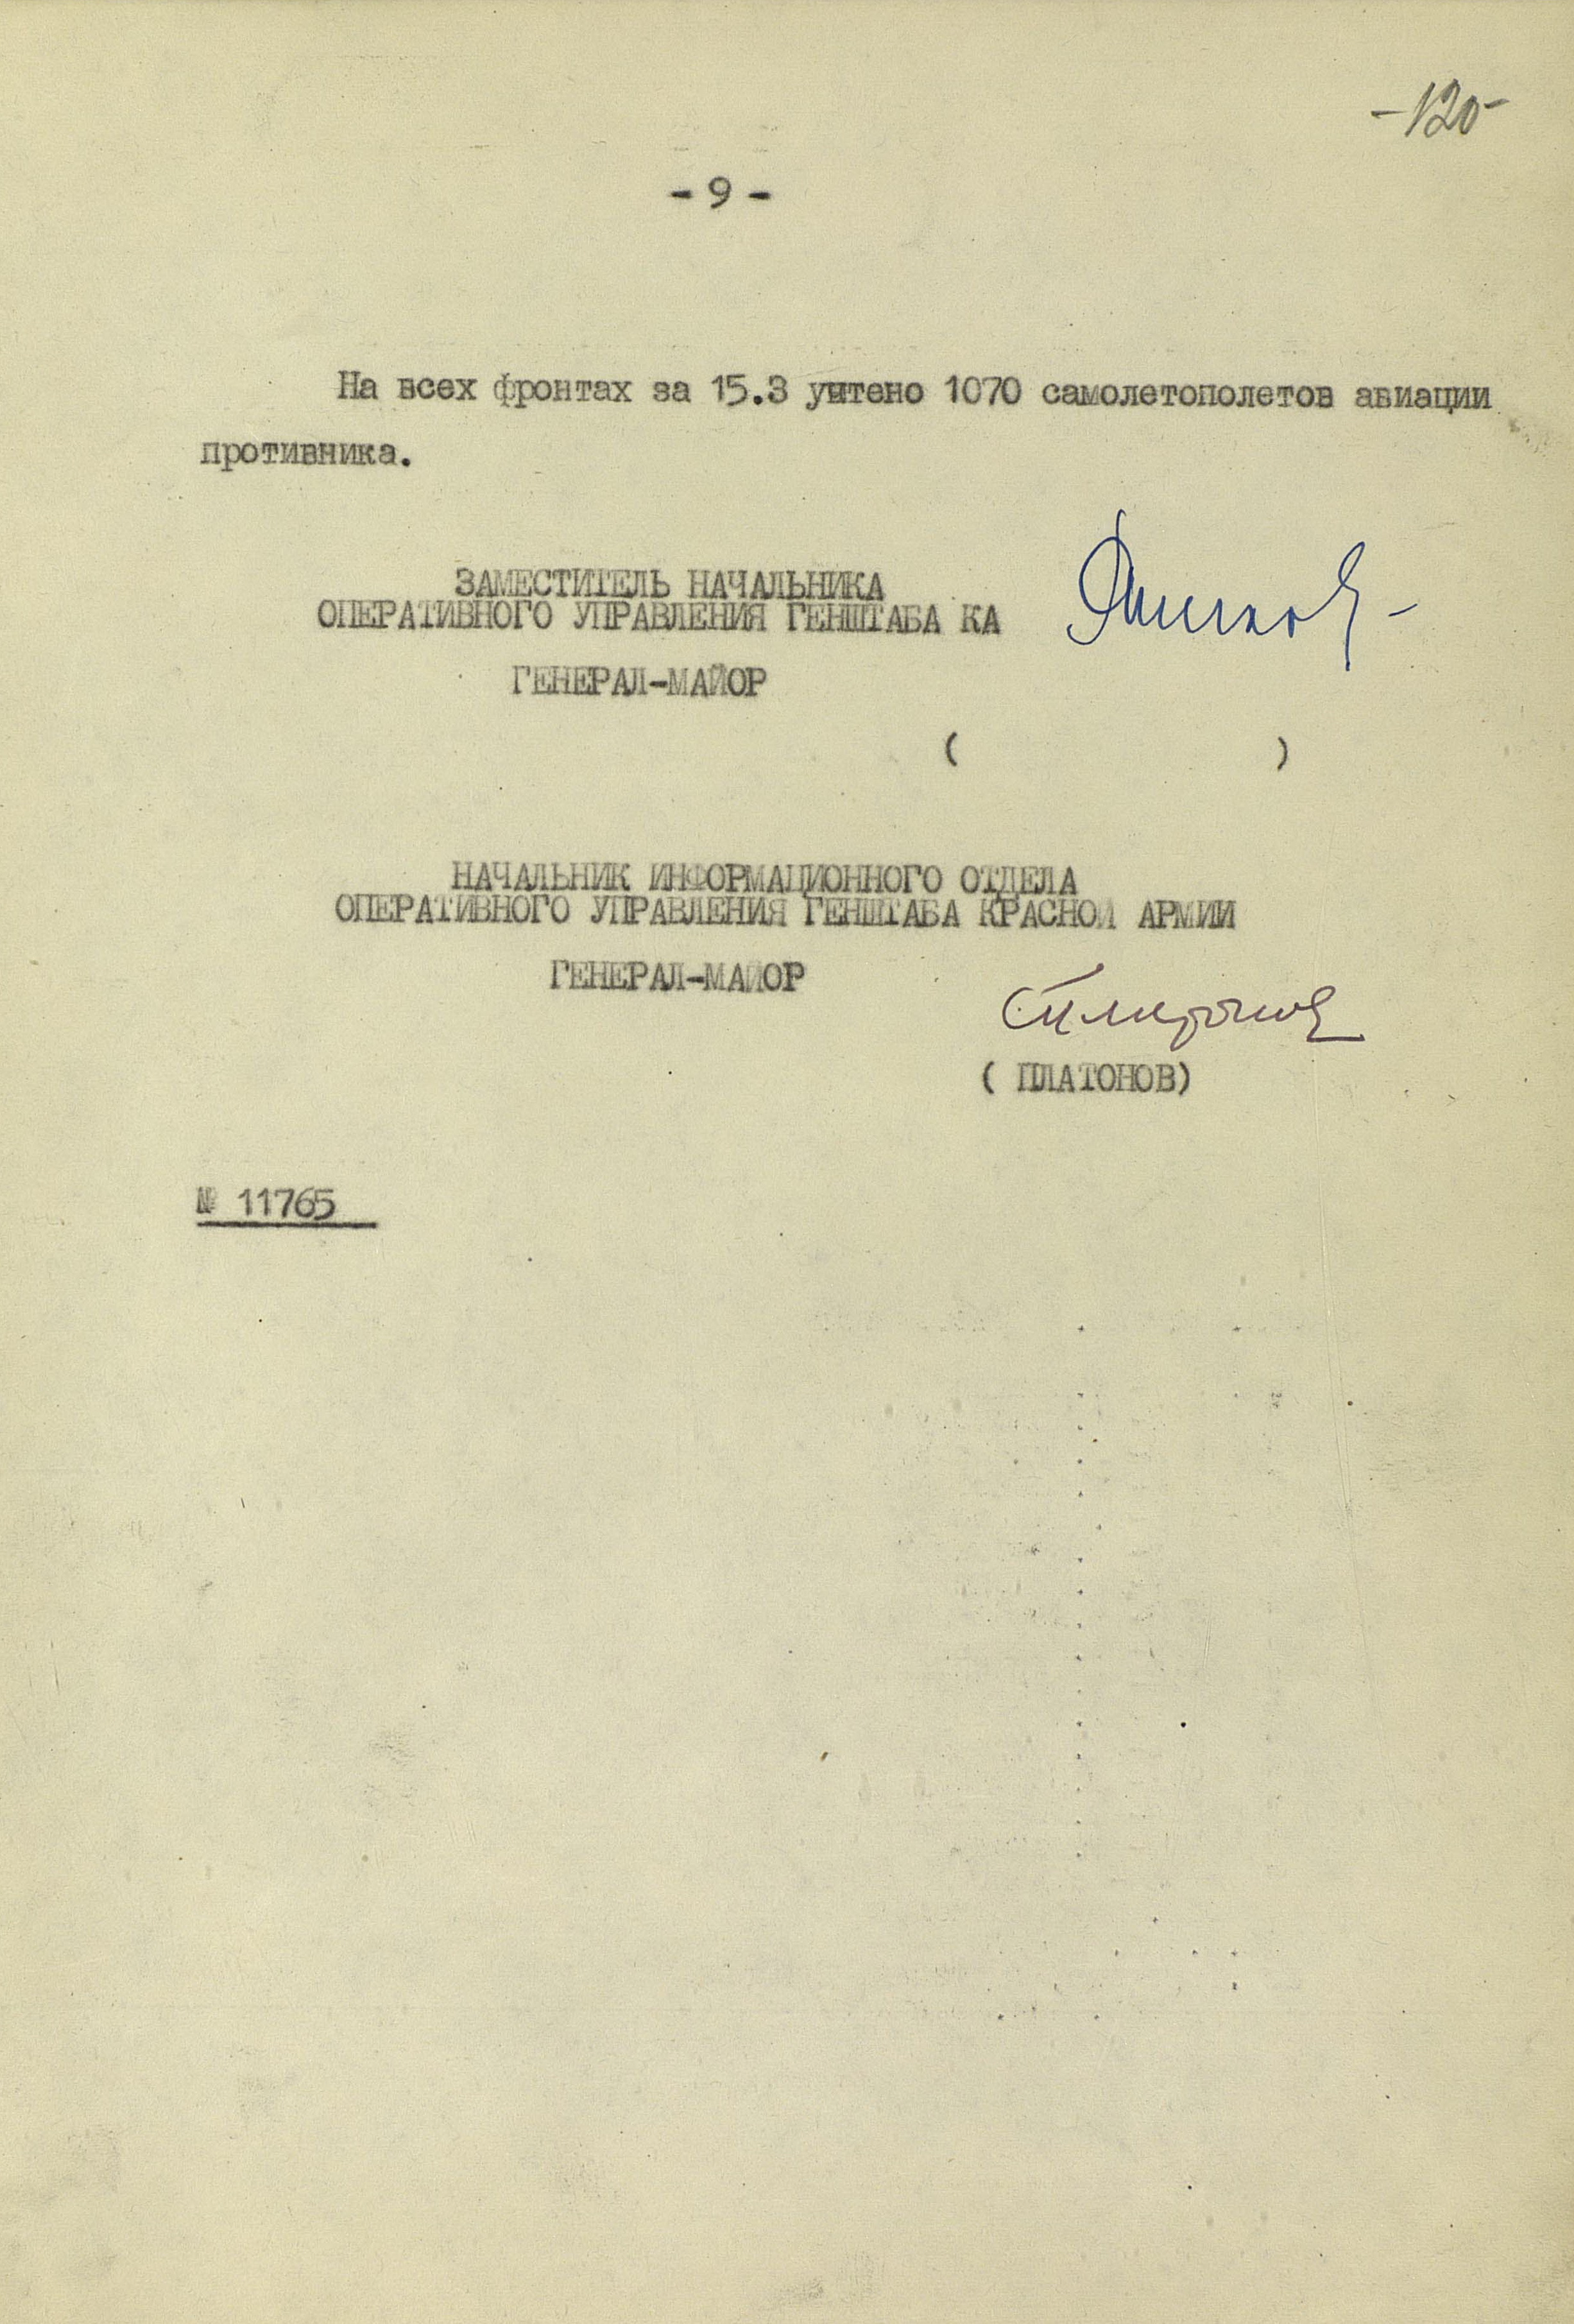 -120-
- 9 -
На всех фронтах за 15.3 учтено 1070 самолетополетов авиации
противника.
ЗАМЕСТИТЕЛЬ НАЧАЛЬНИКА
ОПЕРАТИВНОГО УПРАВЛЕНИЯ ГЕНШТАБА КА
ГЕНЕРАЛ-МАЙОР
( )
НАЧАЛЬНИК ИНФОРМАЦИОННОГО ОТДЕЛА
ОПЕРАТИВНОГО УПРАВЛЕНИЯ ГЕНШТАБА КРАСНОЙ АРМИИ
ГЕНЕРАЛ-МАЙОР
( ПЛАТОНОВ)
№ 11765